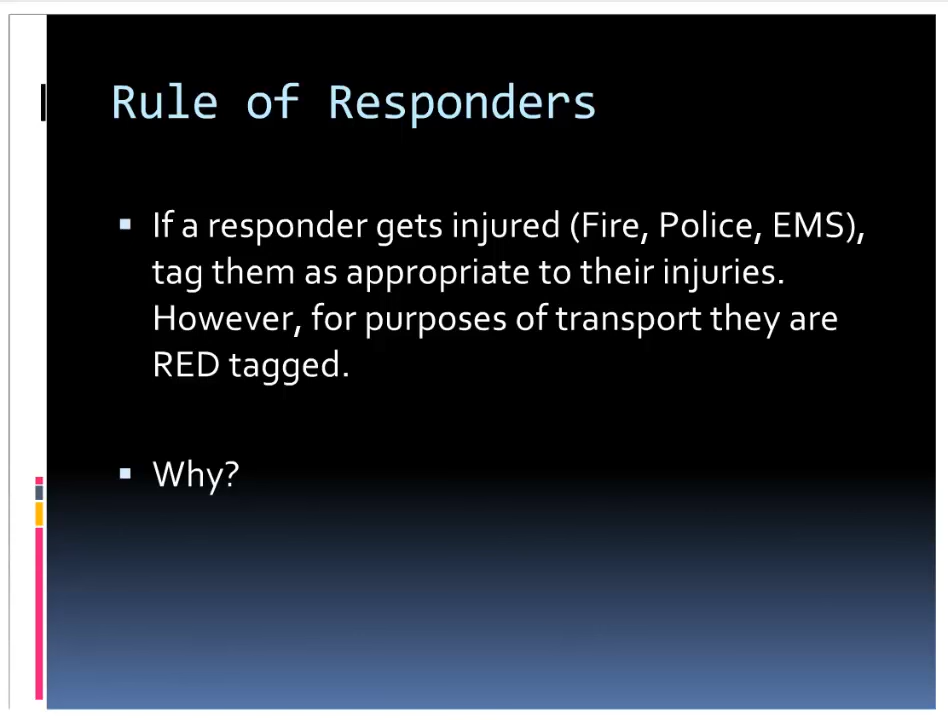 Rule of Responders
If a responder gets injured (Fire, Police, EMS),
tag them as appropriate to their injuries.
However, for purposes of transport they are
RED tagged.
Why?